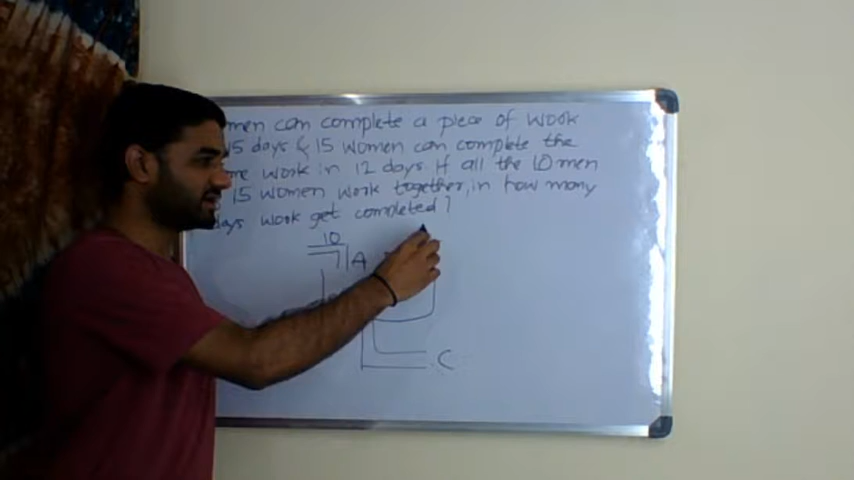 men can complete a piece of work
15 days & 15 women can complete the
me work in 12 days. If all the 10 men
15 women work together, in how many
days work get completed?
10
A
C